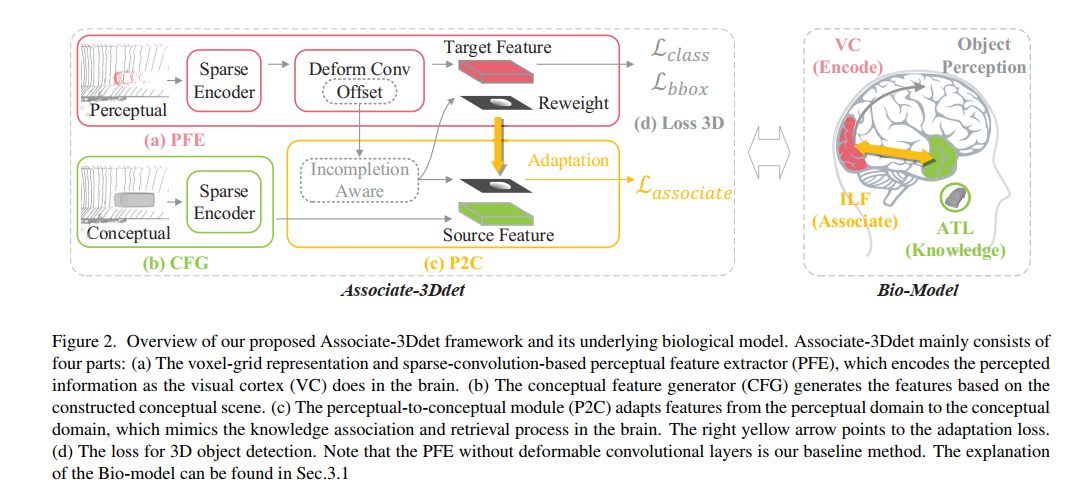 Perceptual
Sparse
Encoder
Deform Conv
Offset
Target Feature
Reweight
ℒclass
ℒbbox
(d) Loss 3D
(a) PFE
Conceptual
Sparse
Encoder
(b) CFG
Incompletion
Aware
Adaptation
ℒassociate
Source Feature
(c) P2C
Associate-3Ddet
VC
(Encode)
Object
Perception
ILF
(Associate)
ATL
(Knowledge)
Bio-Model
Figure 2. Overview of our proposed Associate-3Ddet framework and its underlying biological model. Associate-3Ddet mainly consists of
four parts: (a) The voxel-grid representation and sparse-convolution-based perceptual feature extractor (PFE), which encodes the percepted
information as the visual cortex (VC) does in the brain. (b) The conceptual feature generator (CFG) generates the features based on the
constructed conceptual scene. (c) The perceptual-to-conceptual module (P2C) adapts features from the perceptual domain to the conceptual
domain, which mimics the knowledge association and retrieval process in the brain. The right yellow arrow points to the adaptation loss.
(d) The loss for 3D object detection. Note that the PFE without deformable convolutional layers is our baseline method. The explanation
of the Bio-model can be found in Sec.3.1